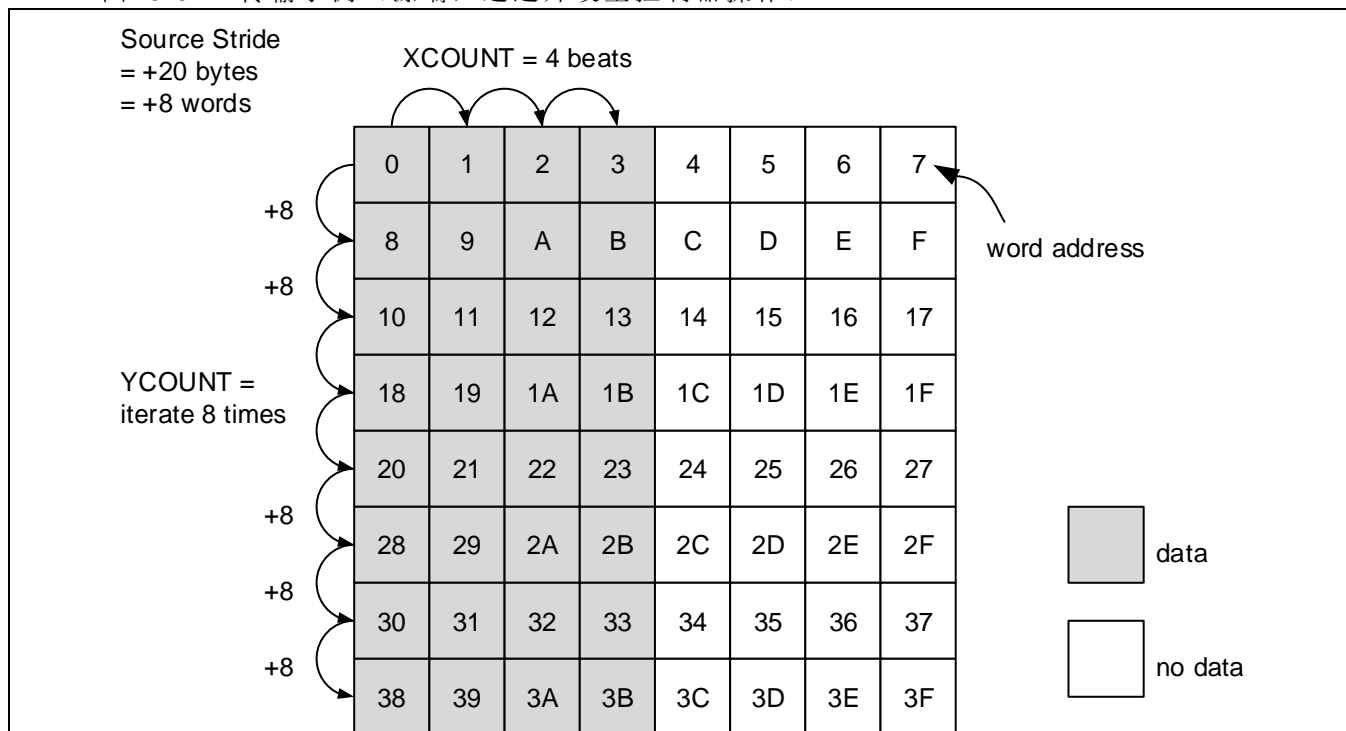 Source Stride
= +20 bytes
= +8 words
XCOUNT = 4 beats
0 1 2 3 4 5 6 7
+8
8 9 A B C D E F
word address
+8
10 11 12 13 14 15 16 17
YCOUNT =
iterate 8 times
18 19 1A 1B 1C 1D 1E 1F
20 21 22 23 24 25 26 27
+8
28 29 2A 2B 2C 2D 2E 2F
data
+8
30 31 32 33 34 35 36 37
+8
no data
38 39 3A 3B 3C 3D 3E 3F